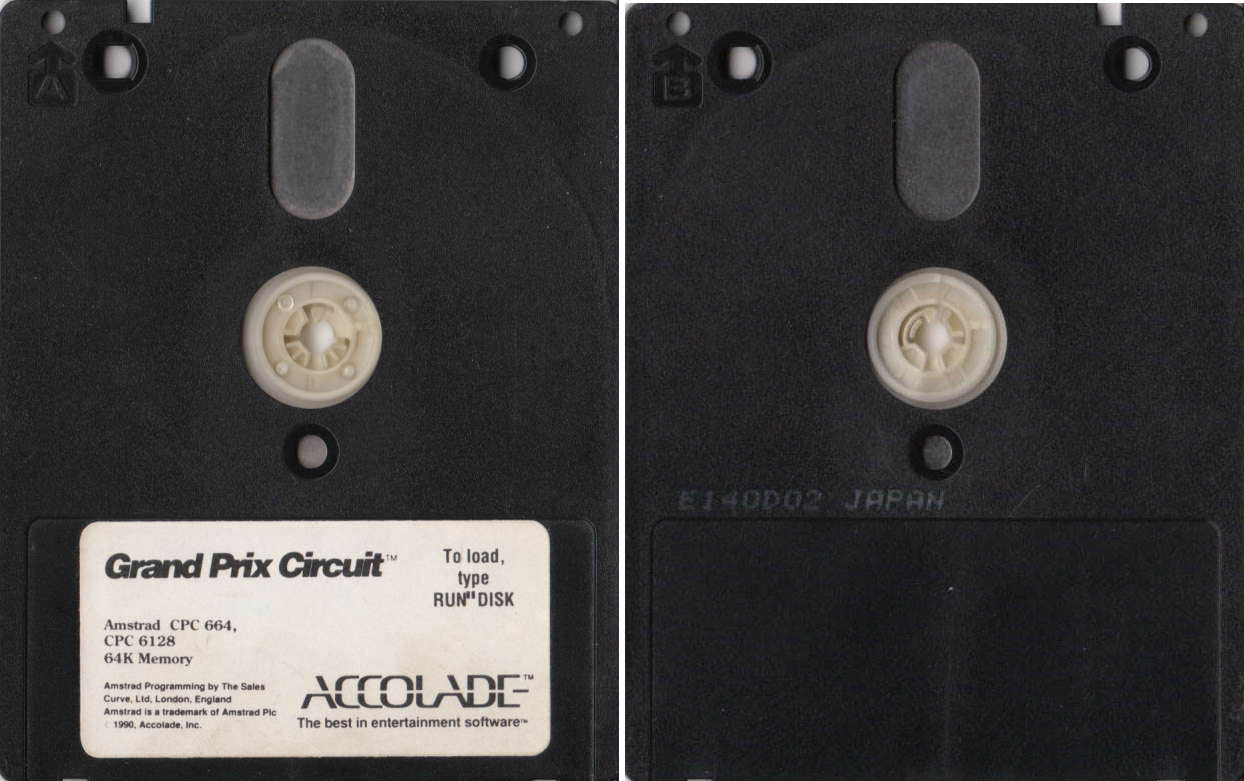 A
B
Grand Prix Circuit™
To load,
type
RUN"DISK
Amstrad CPC 664,
CPC 6128
64K Memory
Amstrad Programming by The Sales
Curve, Ltd, London, England
Amstrad is a trademark of Amstrad Plc
© 1990, Accolade, Inc.
ACCOLADE™
The best in entertainment software™
E140D02 JAPAN